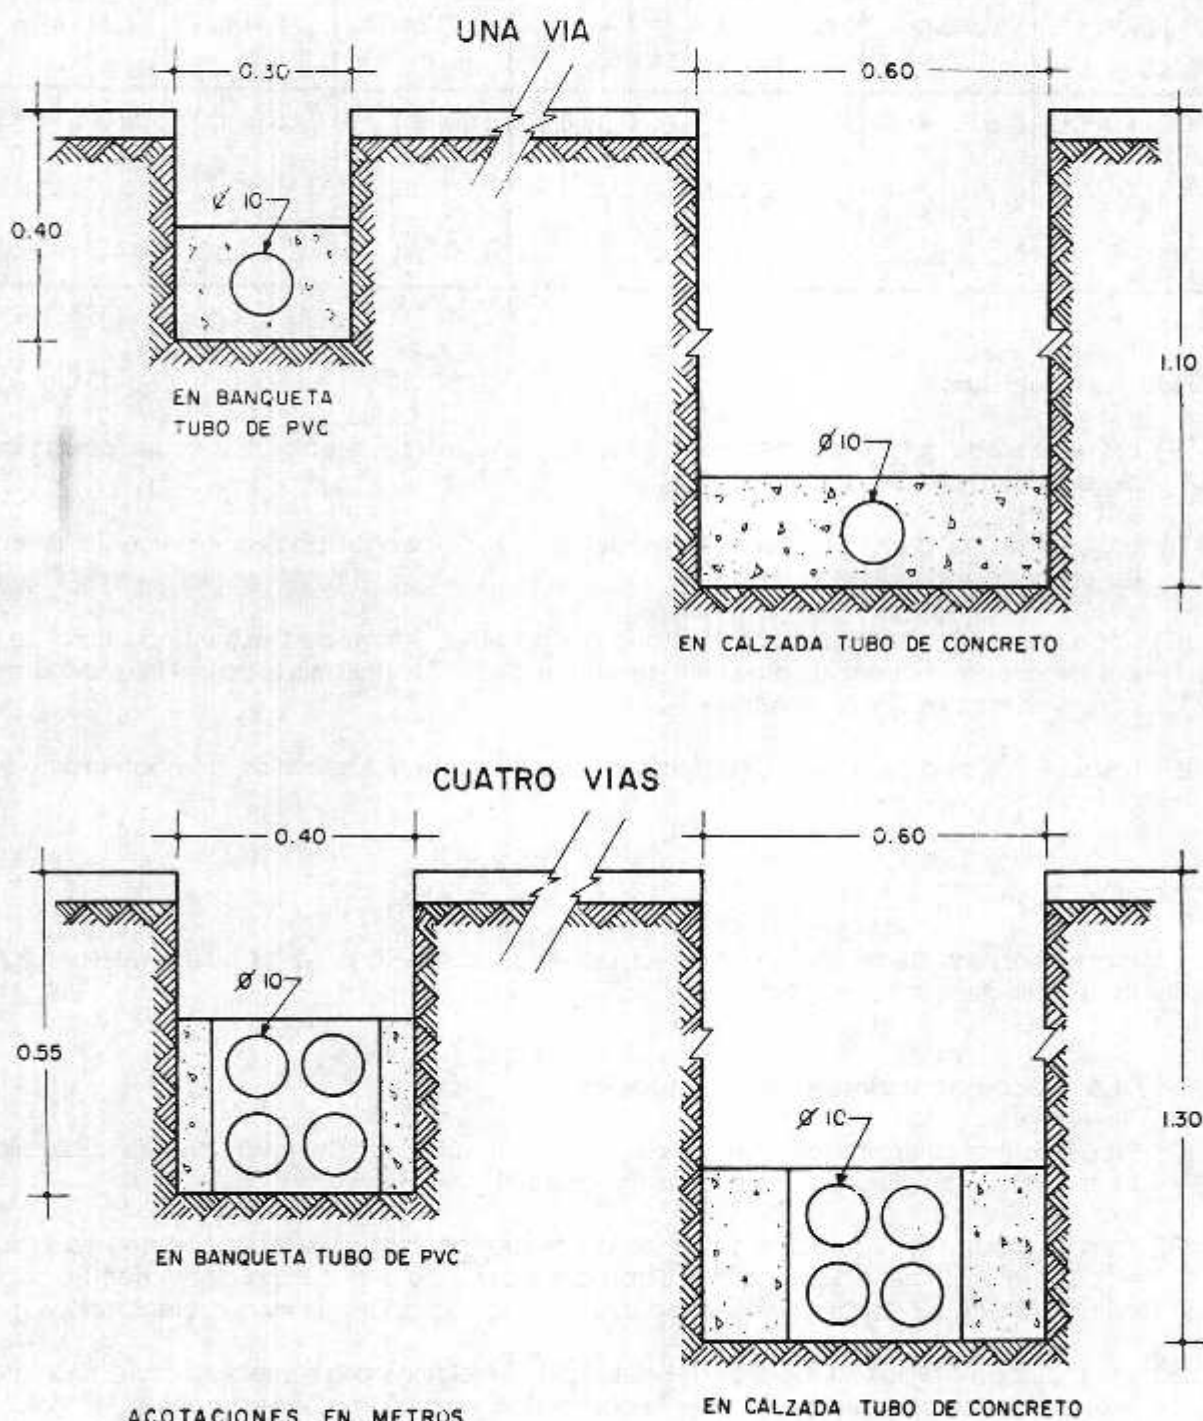 UNA VIA
0.30
0.60
0.40
Ø 10
1.10
EN BANQUETA
TUBO DE PVC
Ø 10
EN CALZADA TUBO DE CONCRETO
CUATRO VIAS
0.40
0.60
Ø 10
0.55
Ø 10
1.30
EN BANQUETA TUBO DE PVC
EN CALZADA TUBO DE CONCRETO
ACOTACIONES EN METROS